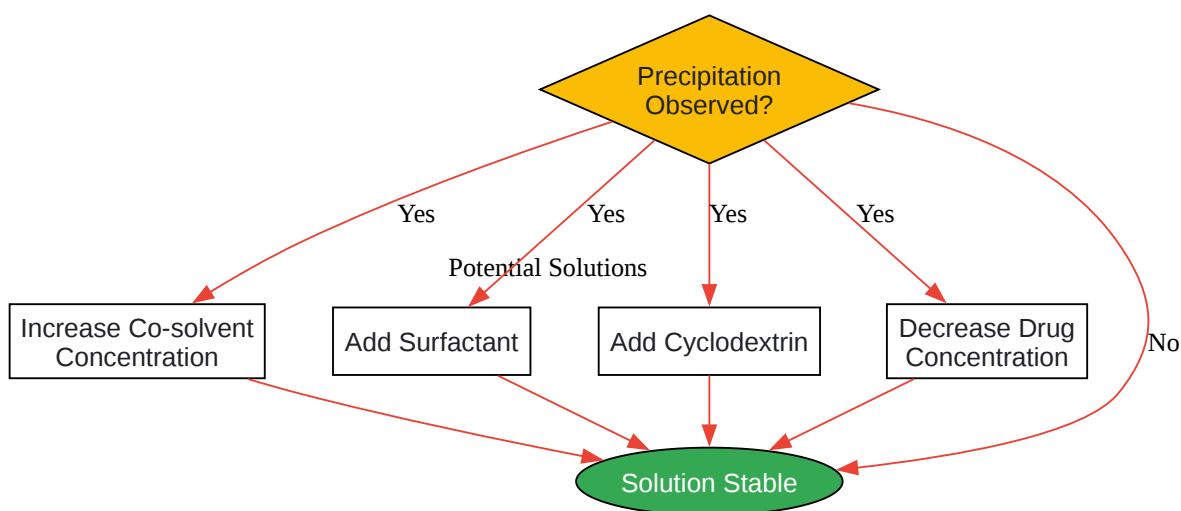 Precipitation
Observed?
Yes
Yes
Yes
Yes
Potential Solutions
Increase Co-solvent
Concentration
Add Surfactant
Add Cyclodextrin
Decrease Drug
Concentration
No
Solution Stable